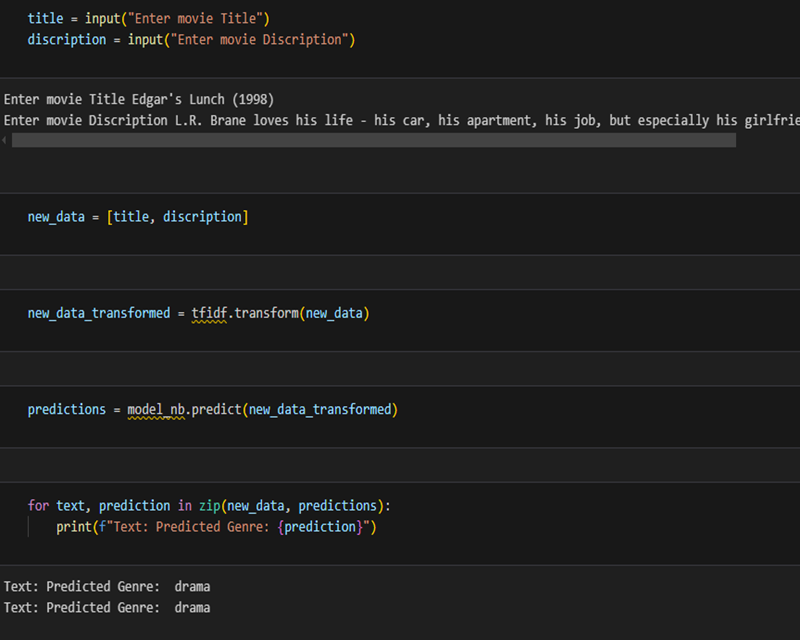 title = input("Enter movie Title")
discription = input("Enter movie Discription")
Enter movie Title Edgar's Lunch (1998)
Enter movie Discription L.R. Brane loves his life - his car, his apartment, his job, but especially his girlfrie
new_data = [title, discription]
new_data_transformed = tfidf.transform(new_data)
predictions = model_nb.predict(new_data_transformed)
for text, prediction in zip(new_data, predictions):
    print(f"Text: Predicted Genre: {prediction}")
Text: Predicted Genre:  drama
Text: Predicted Genre:  drama